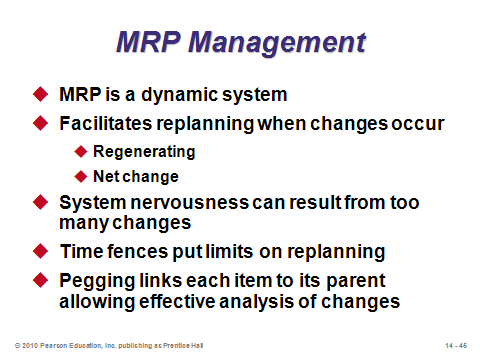 MRP Management
MRP is a dynamic system
Facilitates replanning when changes occur
Regenerating
Net change
System nervousness can result from too
many changes
Time fences put limits on replanning
Pegging links each item to its parent
allowing effective analysis of changes
© 2010 Pearson Education, Inc. publishing as Prentice Hall
14 - 45